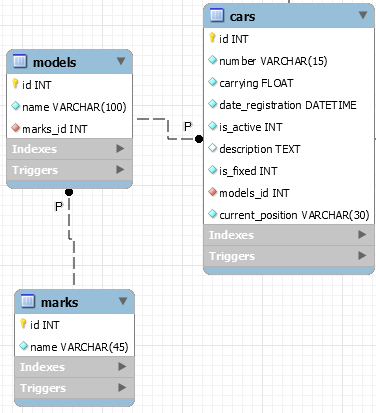 cars
id INT
number VARCHAR(15)
carrying FLOAT
date_registration DATETIME
is_active INT
description TEXT
is_fixed INT
models_id INT
current_position VARCHAR(30)
Indexes
Triggers
models
id INT
name VARCHAR(100)
marks_id INT
Indexes
Triggers
P
P
marks
id INT
name VARCHAR(45)
Indexes
Triggers